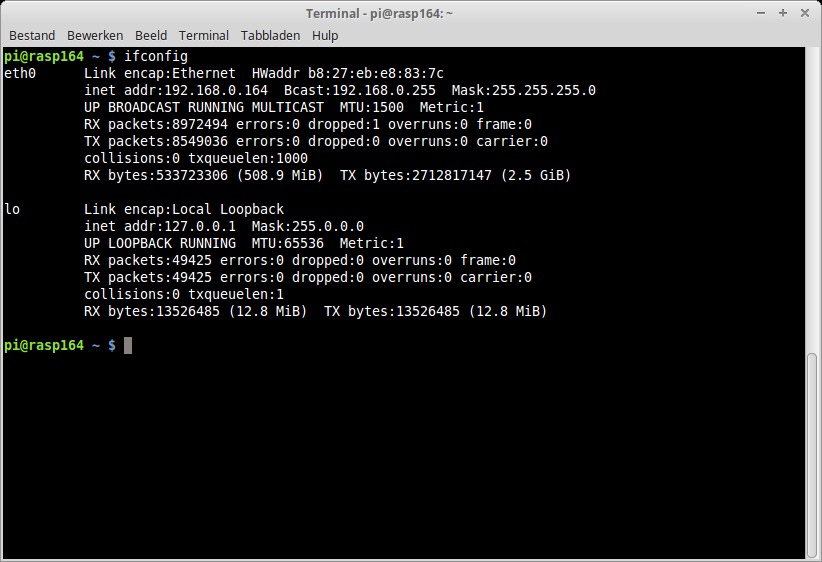 Terminal - pi@rasp164: ~
Bestand Bewerken Beeld Terminal Tabbladen Hulp
pi@rasp164 ~ $ ifconfig
eth0      Link encap:Ethernet  HWaddr b8:27:eb:e8:83:7c
          inet addr:192.168.0.164  Bcast:192.168.0.255  Mask:255.255.255.0
          UP BROADCAST RUNNING MULTICAST  MTU:1500  Metric:1
          RX packets:8972494 errors:0 dropped:1 overruns:0 frame:0
          TX packets:8549036 errors:0 dropped:0 overruns:0 carrier:0
          collisions:0 txqueuelen:1000
          RX bytes:533723306 (508.9 MiB)  TX bytes:2712817147 (2.5 GiB)

lo        Link encap:Local Loopback
          inet addr:127.0.0.1  Mask:255.0.0.0
          UP LOOPBACK RUNNING  MTU:65536  Metric:1
          RX packets:49425 errors:0 dropped:0 overruns:0 frame:0
          TX packets:49425 errors:0 dropped:0 overruns:0 carrier:0
          collisions:0 txqueuelen:1
          RX bytes:13526485 (12.8 MiB)  TX bytes:13526485 (12.8 MiB)

pi@rasp164 ~ $